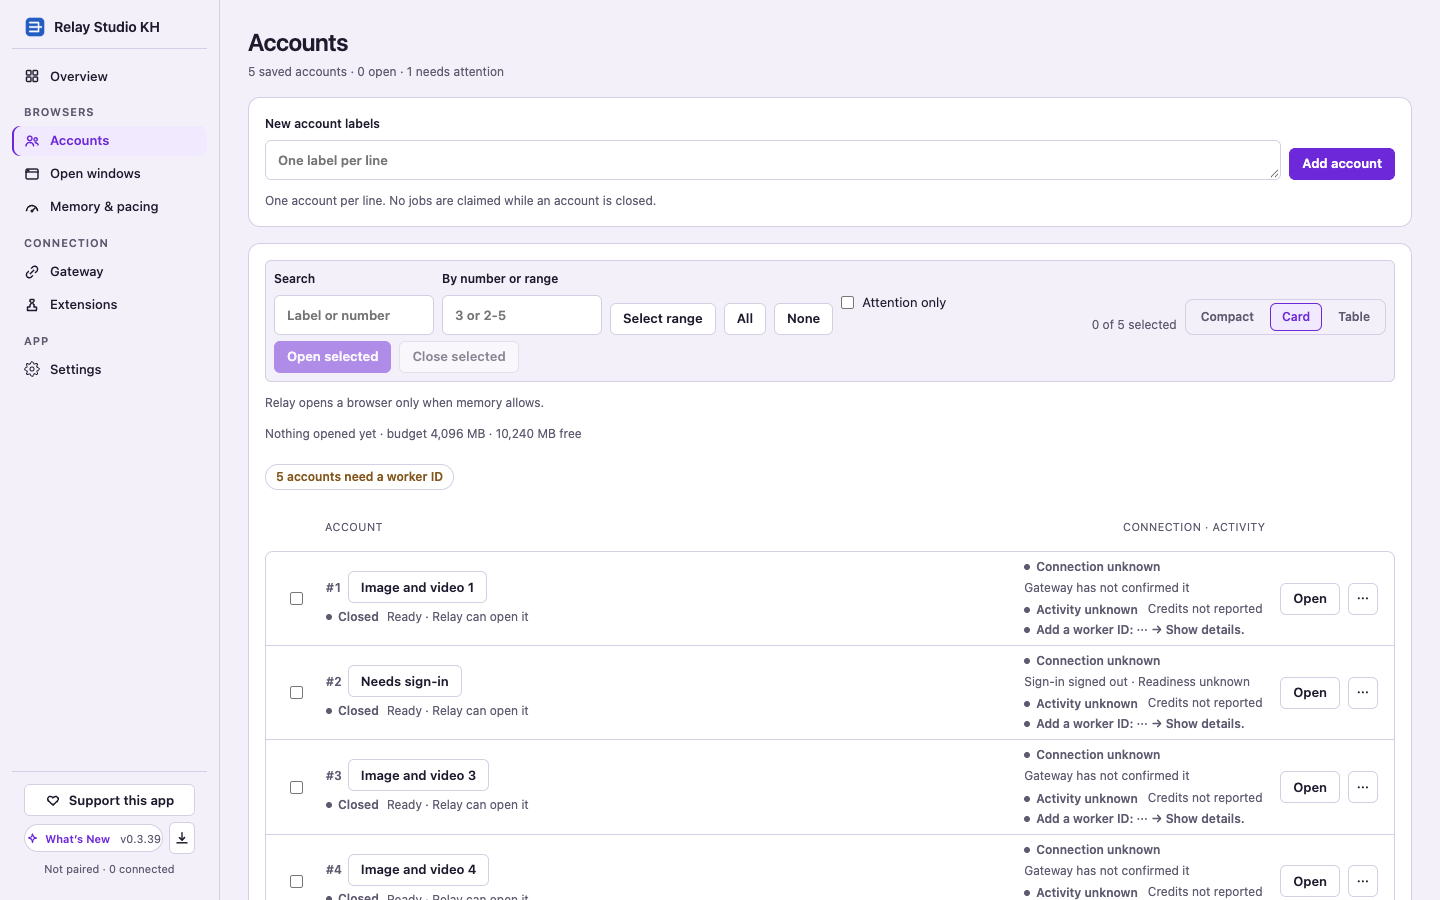 Relay Studio KH
Overview
BROWSERS
Accounts
Open windows
Memory & pacing
CONNECTION
Gateway
Extensions
APP
Settings
Support this app
What's New v0.3.39
Not paired · 0 connected
Accounts
5 saved accounts · 0 open · 1 needs attention
New account labels
One label per line
Add account
One account per line. No jobs are claimed while an account is closed.
Search
By number or range
Label or number
3 or 2-5
Select range
All
None
Attention only
0 of 5 selected
Compact
Card
Table
Open selected
Close selected
Relay opens a browser only when memory allows.
Nothing opened yet · budget 4,096 MB · 10,240 MB free
5 accounts need a worker ID
ACCOUNT
CONNECTION · ACTIVITY
#1 Image and video 1
Closed Ready · Relay can open it
Connection unknown
Gateway has not confirmed it
Activity unknown Credits not reported
Add a worker ID: ··· → Show details.
Open
···
#2 Needs sign-in
Closed Ready · Relay can open it
Connection unknown
Sign-in signed out · Readiness unknown
Activity unknown Credits not reported
Add a worker ID: ··· → Show details.
Open
···
#3 Image and video 3
Closed Ready · Relay can open it
Connection unknown
Gateway has not confirmed it
Activity unknown Credits not reported
Add a worker ID: ··· → Show details.
Open
···
#4 Image and video 4
Closed Ready · Relay can open it
Connection unknown
Gateway has not confirmed it
Activity unknown Credits not reported
Open
···